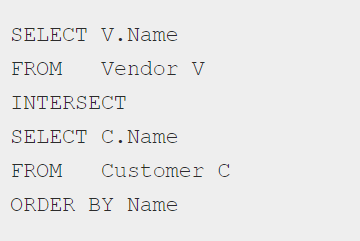 SELECT V.Name
FROM   Vendor V
INTERSECT
SELECT C.Name
FROM   Customer C
ORDER BY Name